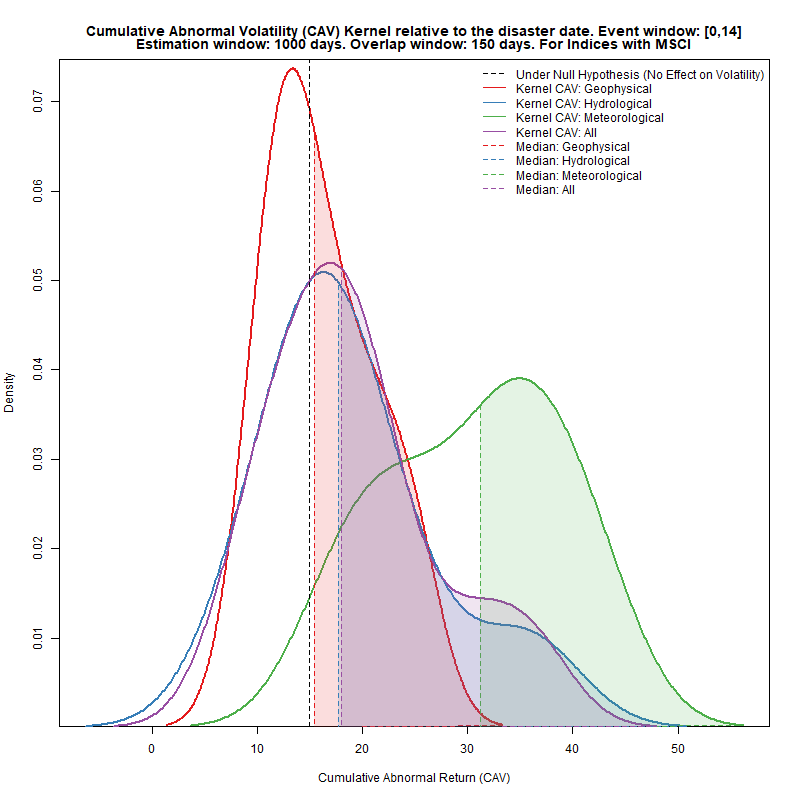 Cumulative Abnormal Volatility (CAV) Kernel relative to the disaster date. Event window: [0,14]
Estimation window: 1000 days. Overlap window: 150 days. For Indices with MSCI
Under Null Hypothesis (No Effect on Volatility)
Kernel CAV: Geophysical
Kernel CAV: Hydrological
Kernel CAV: Meteorological
Kernel CAV: All
Median: Geophysical
Median: Hydrological
Median: Meteorological
Median: All
Density
0.07
0.06
0.05
0.04
0.03
0.02
0.01
0 10 20 30 40 50
Cumulative Abnormal Return (CAV)